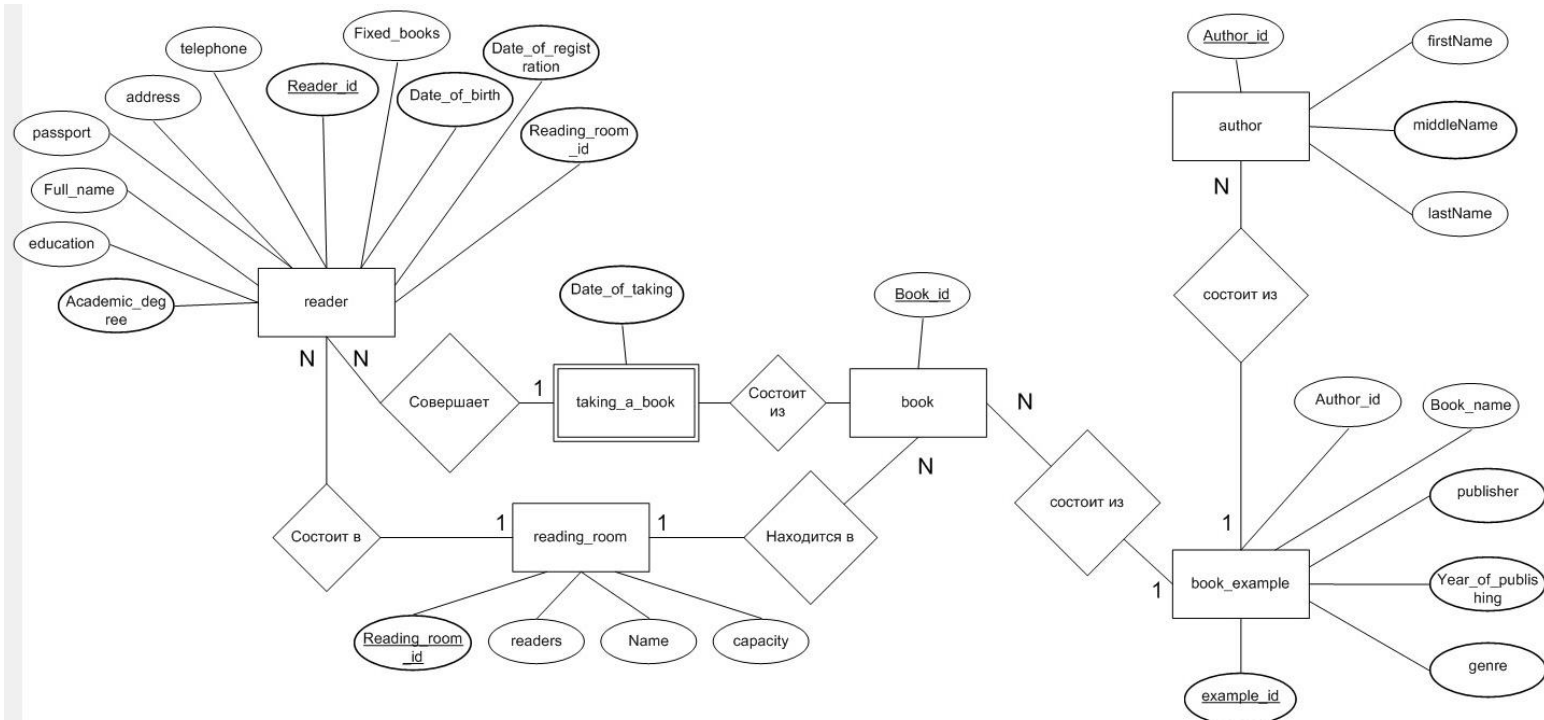 Fixed_books
telephone
Date_of_regist
ration
Reader_id
Date_of_birth
address
Reading_room
_id
passport
Full_name
education
Academic_deg
ree
reader
N
N
Совершает
1
Date_of_taking
taking_a_book
Состоит
из
Book_id
book
N
N
Состоит в
1
reading_room
1
Находится в
Reading_room
_id
readers
Name
capacity
Author_id
firstName
author
middleName
lastName
N
состоит из
1
состоит из
1
Author_id
Book_name
publisher
book_example
Year_of_publis
hing
genre
example_id